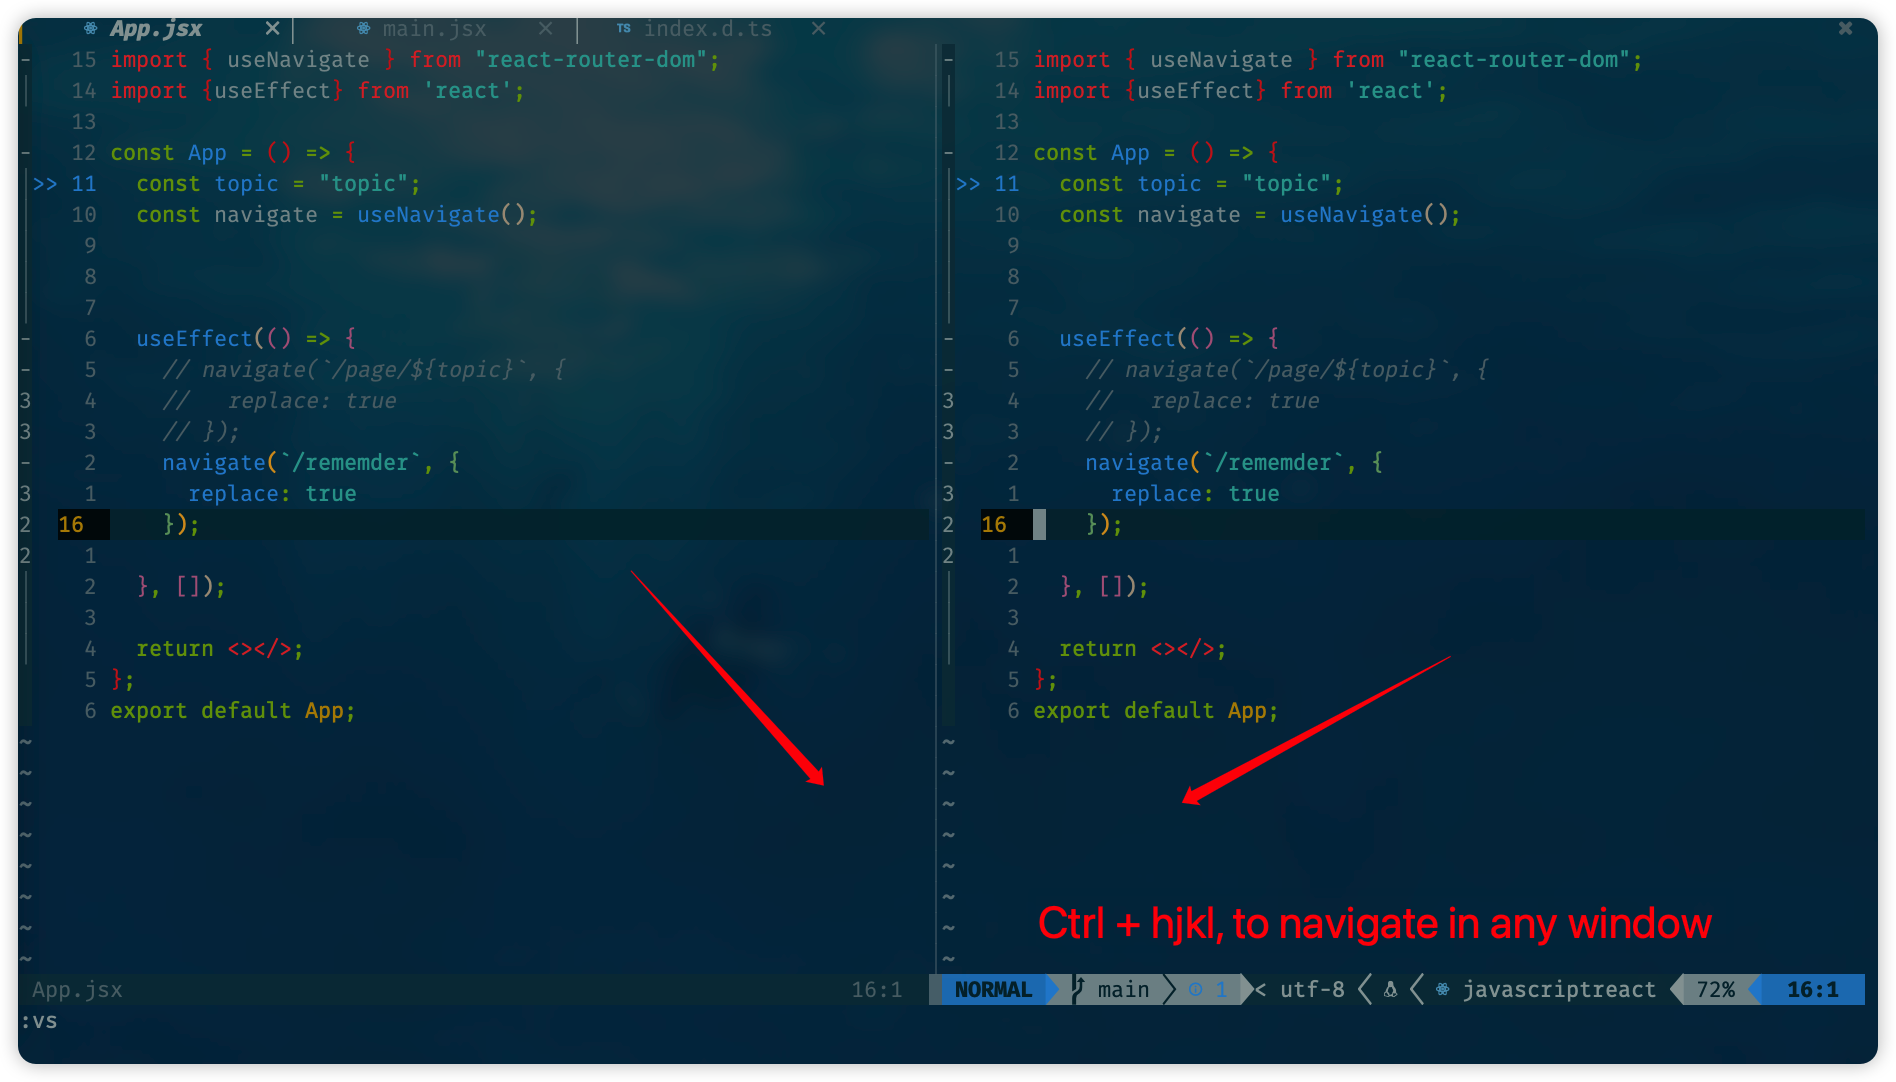 App.jsx × main.jsx × TS index.d.ts × ✖
- 15 import { useNavigate } from "react-router-dom";
14 import {useEffect} from 'react';
13
- 12 const App = () => {
>> 11   const topic = "topic";
10   const navigate = useNavigate();
9
8
7
- 6   useEffect(() => {
- 5     // navigate(`/page/${topic}`, {
3 4     //   replace: true
3 3     // });
- 2     navigate(`/rememder`, {
3 1       replace: true
2 16     });
2 1
2   }, []);
3
4   return <></>;
5 };
6 export default App;
~
~
~
~
~
~
~
~
App.jsx 16:1
- 15 import { useNavigate } from "react-router-dom";
14 import {useEffect} from 'react';
13
- 12 const App = () => {
>> 11   const topic = "topic";
10   const navigate = useNavigate();
9
8
7
- 6   useEffect(() => {
- 5     // navigate(`/page/${topic}`, {
3 4     //   replace: true
3 3     // });
- 2     navigate(`/rememder`, {
3 1       replace: true
2 16     });
2 1
2   }, []);
3
4   return <></>;
5 };
6 export default App;
~
~
~
~
~
~
~
~
Ctrl + hjkl, to navigate in any window
NORMAL main 1 < utf-8 javascriptreact 72% 16:1
:vs